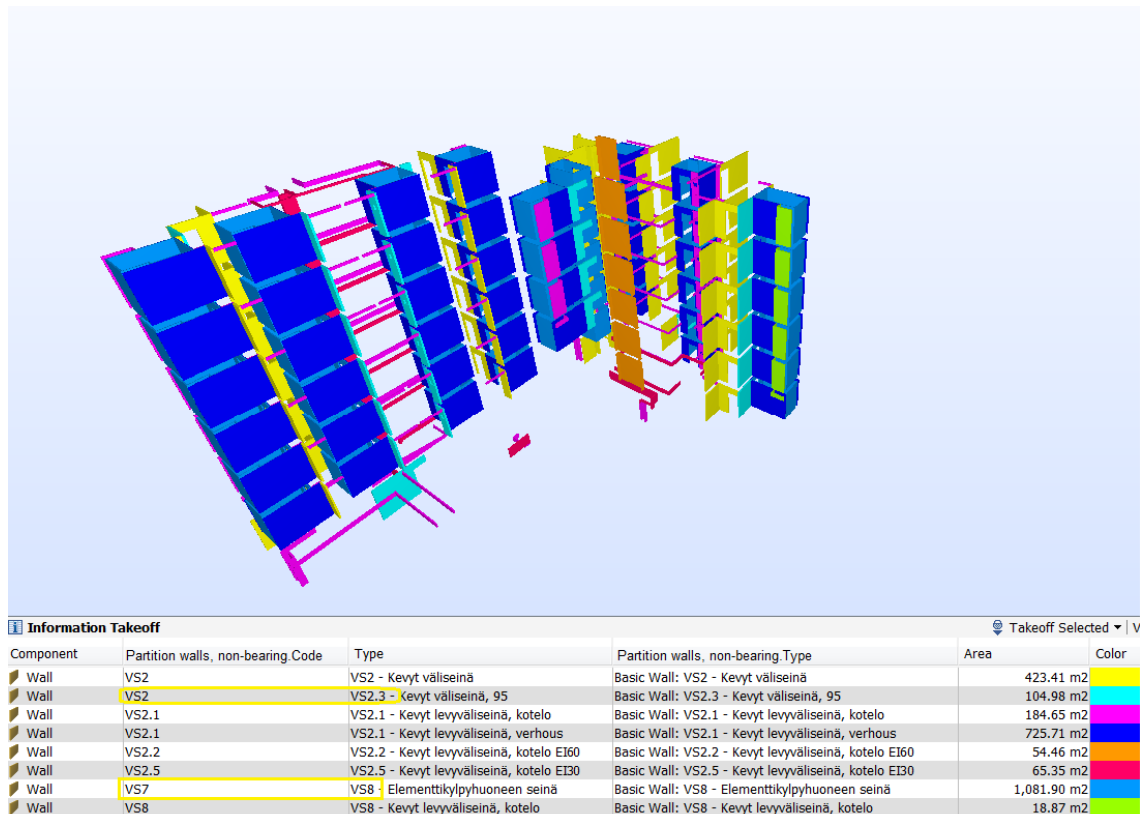 Information Takeoff Takeoff Selected V
Component Partition walls, non-bearing.Code Type Partition walls, non-bearing.Type Area Color
Wall VS2 VS2 - Kevyt väliseinä Basic Wall: VS2 - Kevyt väliseinä 423.41 m2
Wall VS2 VS2.3 - Kevyt väliseinä, 95 Basic Wall: VS2.3 - Kevyt väliseinä, 95 104.98 m2
Wall VS2.1 VS2.1 - Kevyt levyväliseinä, kotelo Basic Wall: VS2.1 - Kevyt levyväliseinä, kotelo 184.65 m2
Wall VS2.1 VS2.1 - Kevyt levyväliseinä, verhous Basic Wall: VS2.1 - Kevyt levyväliseinä, verhous 725.71 m2
Wall VS2.2 VS2.2 - Kevyt levyväliseinä, kotelo EI60 Basic Wall: VS2.2 - Kevyt levyväliseinä, kotelo EI60 54.46 m2
Wall VS2.5 VS2.5 - Kevyt levyväliseinä, kotelo EI30 Basic Wall: VS2.5 - Kevyt levyväliseinä, kotelo EI30 65.35 m2
Wall VS7 VS8 - Elementtikylpyhuoneen seinä Basic Wall: VS8 - Elementtikylpyhuoneen seinä 1,081.90 m2
Wall VS8 VS8 - Kevyt levyväliseinä, kotelo Basic Wall: VS8 - Kevyt levyväliseinä, kotelo 18.87 m2